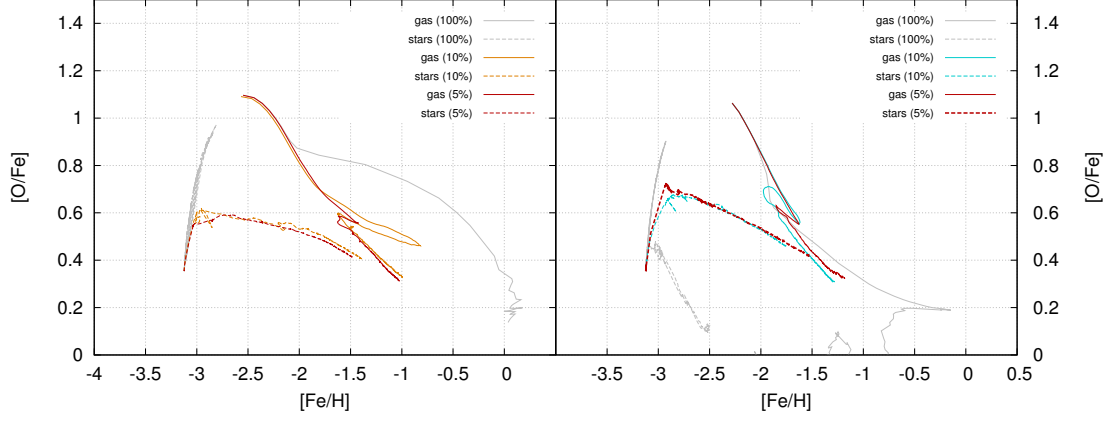 1.4
1.2
1
0.8
0.6
0.4
0.2
0
[O/Fe]
gas (100%)
stars (100%)
gas (10%)
stars (10%)
gas (5%)
stars (5%)
-4
-3.5
-3
-2.5
-2
-1.5
-1
-0.5
0
[Fe/H]
gas (100%)
stars (100%)
gas (10%)
stars (10%)
gas (5%)
stars (5%)
-3.5
-3
-2.5
-2
-1.5
-1
-0.5
0
0.5
[Fe/H]
1.4
1.2
1
0.8
0.6
0.4
0.2
0
[O/Fe]